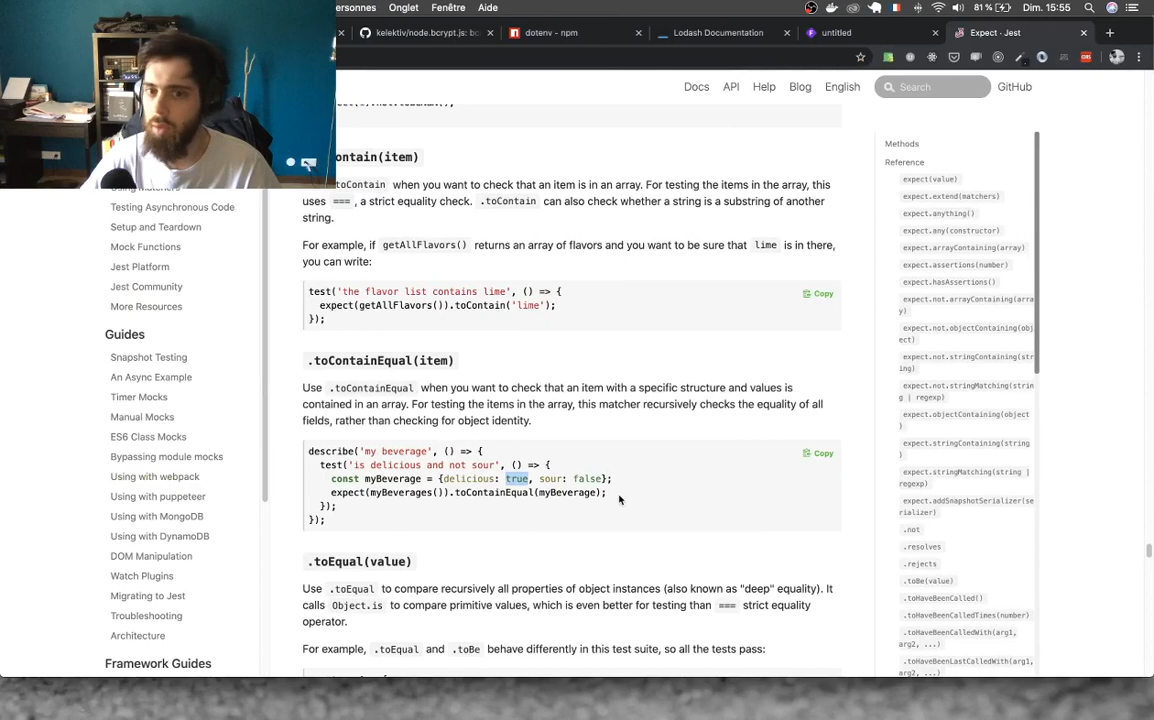 Onglet Fenêtre Aide
81 % Dim. 15:55
kelektiv/node.bcrypt.js: bc
dotenv - npm
Lodash Documentation
untitled
Expect · Jest
Docs API Help Blog English Search GitHub
Testing Asynchronous Code
Setup and Teardown
Mock Functions
Jest Platform
Jest Community
More Resources
Guides
Snapshot Testing
An Async Example
Timer Mocks
Manual Mocks
ES6 Class Mocks
Bypassing module mocks
Using with webpack
Using with puppeteer
Using with MongoDB
Using with DynamoDB
DOM Manipulation
Watch Plugins
Migrating to Jest
Troubleshooting
Architecture
Framework Guides
ontain(item)
toContain when you want to check that an item is in an array. For testing the items in the array, this
uses ===, a strict equality check. .toContain can also check whether a string is a substring of another
string.
For example, if getAllFlavors() returns an array of flavors and you want to be sure that lime is in there,
you can write:
test('the flavor list contains lime', () => {
expect(getAllFlavors()).toContain('lime');
});
Copy
.toContainEqual(item)
Use .toContainEqual when you want to check that an item with a specific structure and values is
contained in an array. For testing the items in the array, this matcher recursively checks the equality of all
fields, rather than checking for object identity.
describe('my beverage', () => {
test('is delicious and not sour', () => {
const myBeverage = {delicious: true, sour: false};
expect(myBeverages()).toContainEqual(myBeverage);
});
});
Copy
.toEqual(value)
Use .toEqual to compare recursively all properties of object instances (also known as "deep" equality). It
calls Object.is to compare primitive values, which is even better for testing than === strict equality
operator.
For example, .toEqual and .toBe behave differently in this test suite, so all the tests pass:
Methods
Reference
expect(value)
expect.extend(matchers)
expect.anything()
expect.any(constructor)
expect.arrayContaining(array)
expect.assertions(number)
expect.hasAssertions()
expect.not.arrayContaining(arra
y)
expect.not.objectContaining(obj
ect)
expect.not.stringContaining(str
ing)
expect.not.stringMatching(strin
g | regexp)
expect.objectContaining(object
)
expect.stringContaining(string
)
expect.stringMatching(string |
regexp)
expect.addSnapshotSerializer(se
rializer)
.not
.resolves
.rejects
.toBe(value)
.toHaveBeenCalled()
.toHaveBeenCalledTimes(number)
.toHaveBeenCalledWith(arg1,
arg2, ...)
.toHaveBeenLastCalledWith(arg1,
arg2, ...)